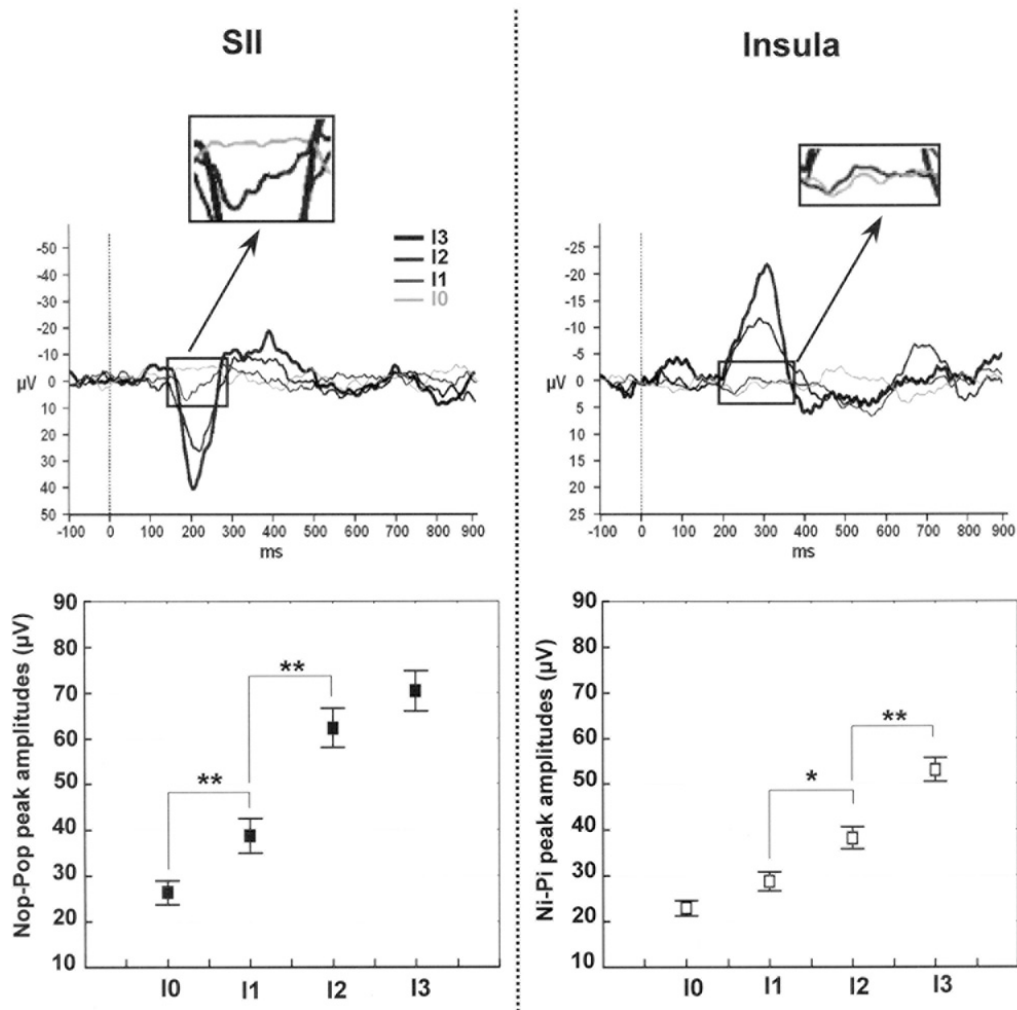 SII
Insula
I3
I2
I1
I0
-50
-40
-30
-20
-10
µV 0
10
20
30
40
50
-100 0 100 200 300 400 500 600 700 800 900
ms
-25
-20
-15
-10
-5
µV 0
5
10
15
20
25
-100 0 100 200 300 400 500 600 700 800 900
ms
Nop-Pop peak amplitudes (µV)
90
80
70
60
50
40
30
20
10
**
**
I0 I1 I2 I3
Ni-Pi peak amplitudes (µV)
90
80
70
60
50
40
30
20
10
**
*
I0 I1 I2 I3